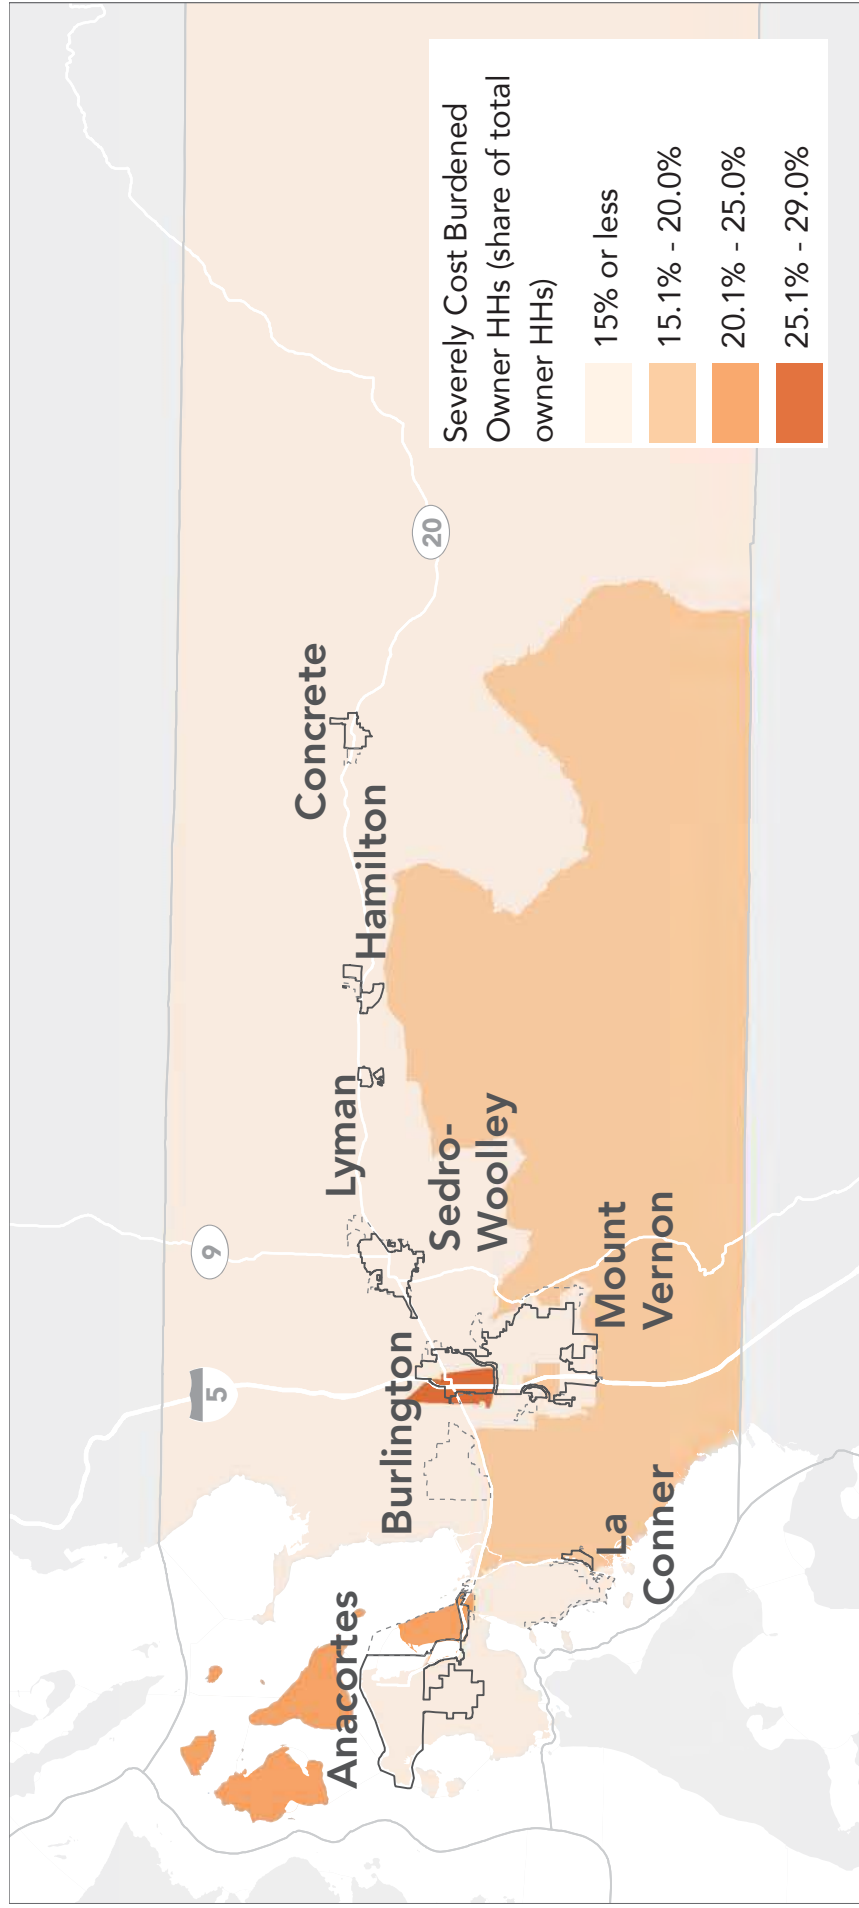 Severely Cost Burdened
Owner HHs (share of total
owner HHs)
15% or less
15.1% - 20.0%
20.1% - 25.0%
25.1% - 29.0%
Anacortes
Burlington
La
Conner
Mount
Vernon
Sedro-
Woolley
Lyman
Hamilton
Concrete
5
9
20